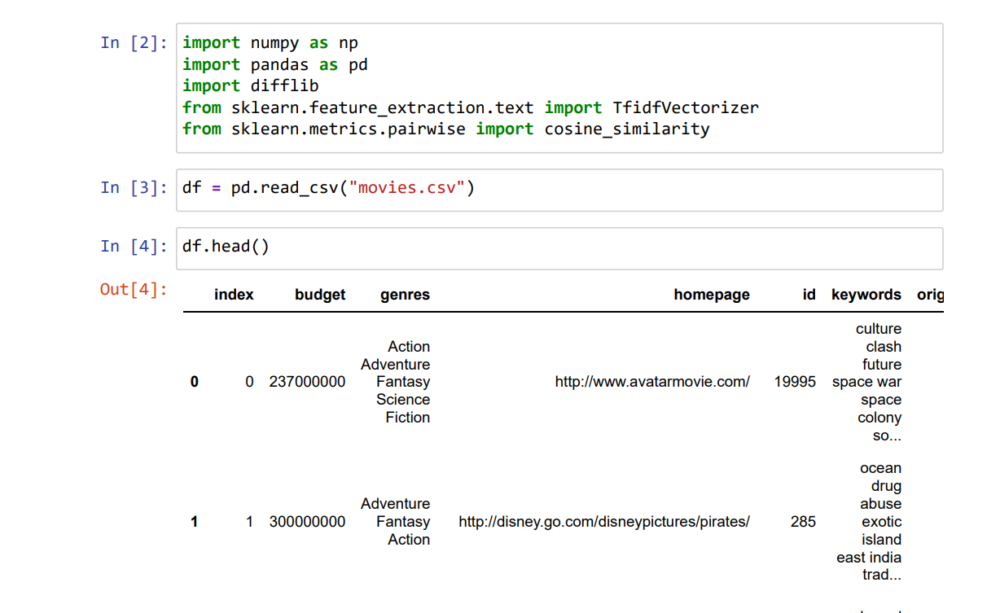 In [2]: import numpy as np
import pandas as pd
import difflib
from sklearn.feature_extraction.text import TfidfVectorizer
from sklearn.metrics.pairwise import cosine_similarity
In [3]: df = pd.read_csv("movies.csv")
In [4]: df.head()
Out[4]:
index budget genres homepage id keywords orig
culture
Action clash
Adventure future
0 0 237000000 Fantasy http://www.avatarmovie.com/ 19995 space war
Science space
Fiction colony
so...
ocean
drug
Adventure abuse
1 1 300000000 Fantasy http://disney.go.com/disneypictures/pirates/ 285 exotic
Action island
east india
trad...